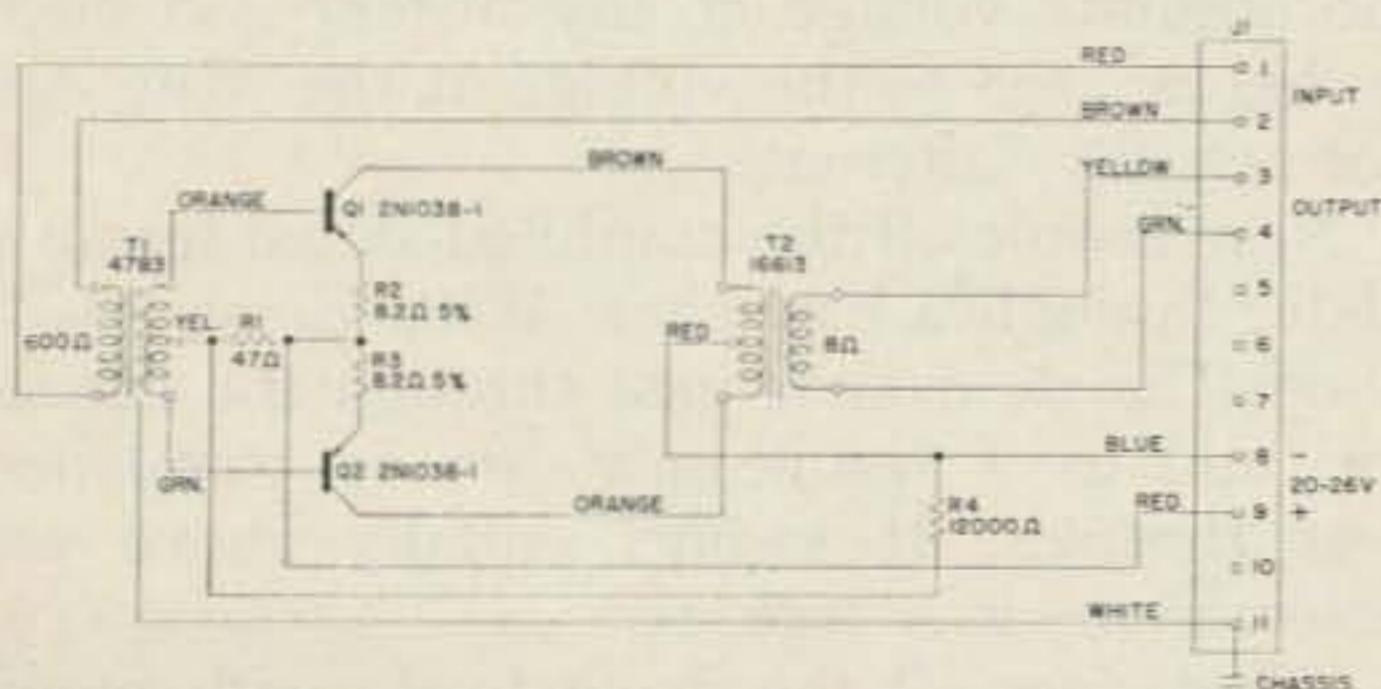 J1
RED
1
INPUT
BROWN
2
BROWN
YELLOW
3
ORANGE
Q1 2N1038-1
OUTPUT
GRN.
4
T1
4783
T2
16613
R2
8.2Ω 5%
5
YEL.
R1
47Ω
600Ω
RED
8Ω
6
R3
8.2Ω 5%
7
BLUE
8
-
Q2 2N1038-1
GRN.
20-26V
ORANGE
R4
12000Ω
RED
9
+
10
WHITE
11
CHASSIS